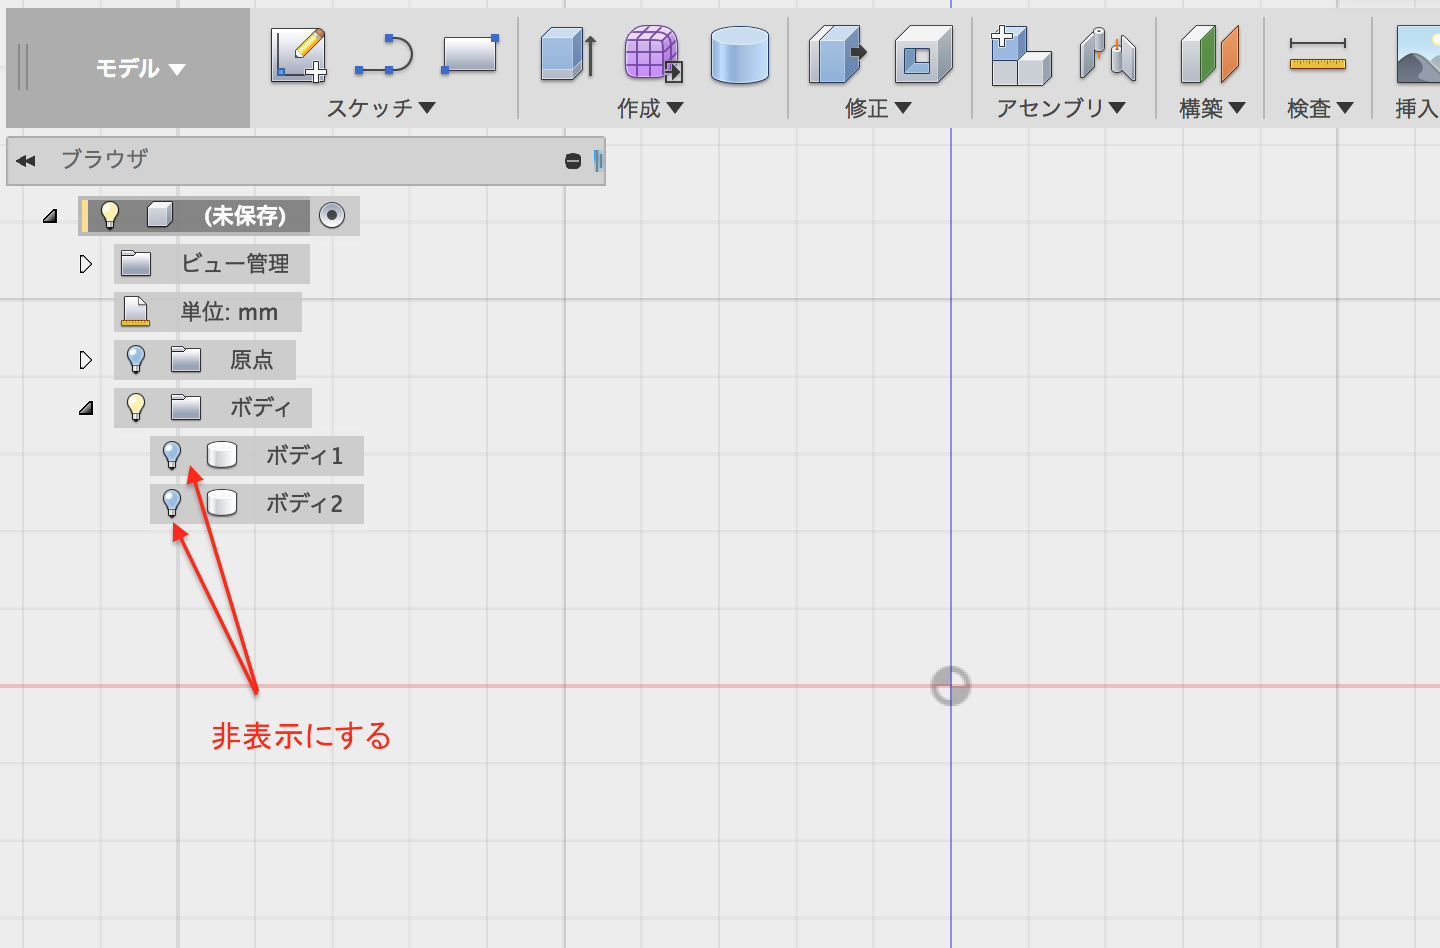 モデル
スケッチ
作成
修正
アセンブリ
構築
検査
挿入
ブラウザ
(未保存)
ビュー管理
単位: mm
原点
ボディ
ボディ1
ボディ2
非表示にする